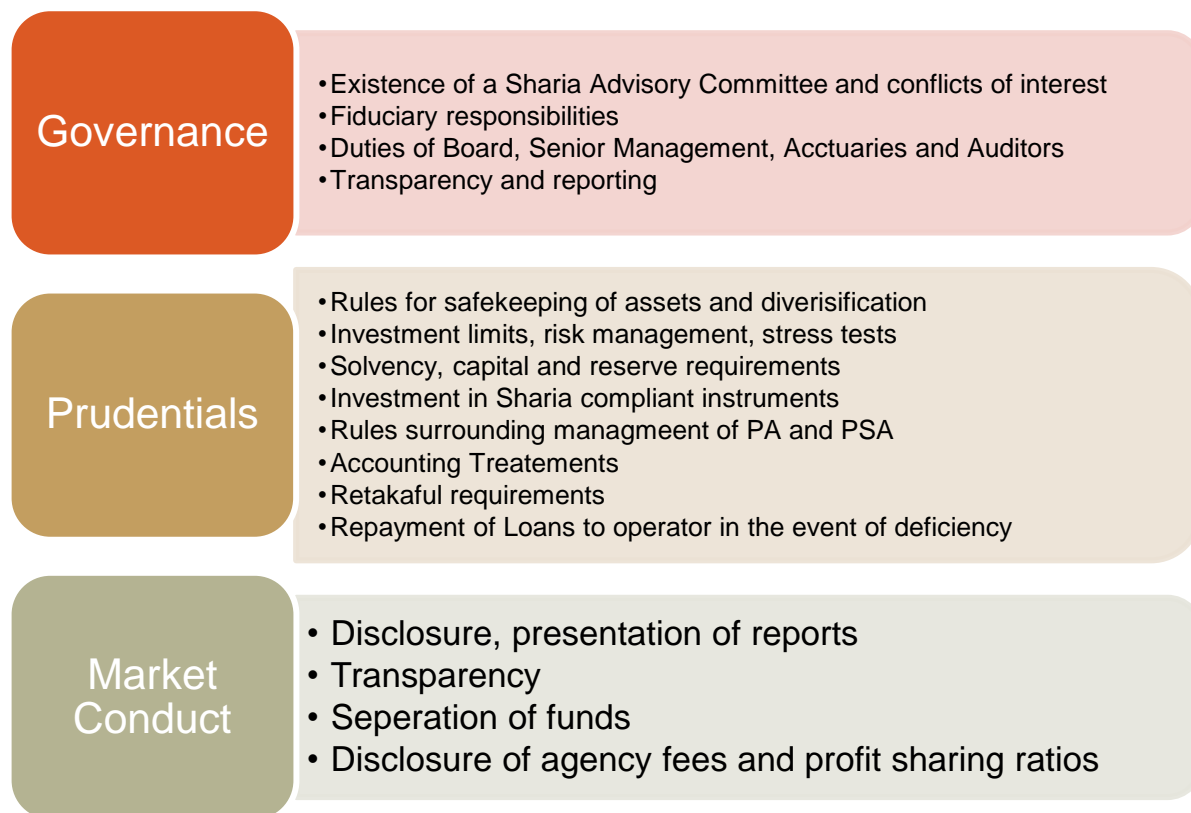 Governance
•Existence of a Sharia Advisory Committee and conflicts of interest
•Fiduciary responsibilities
•Duties of Board, Senior Management, Acctuaries and Auditors
•Transparency and reporting
Prudentials
•Rules for safekeeping of assets and diverisification
•Investment limits, risk management, stress tests
•Solvency, capital and reserve requirements
•Investment in Sharia compliant instruments
•Rules surrounding managmeent of PA and PSA
•Accounting Treatements
•Retakaful requirements
•Repayment of Loans to operator in the event of deficiency
Market
Conduct
• Disclosure, presentation of reports
• Transparency
• Seperation of funds
• Disclosure of agency fees and profit sharing ratios